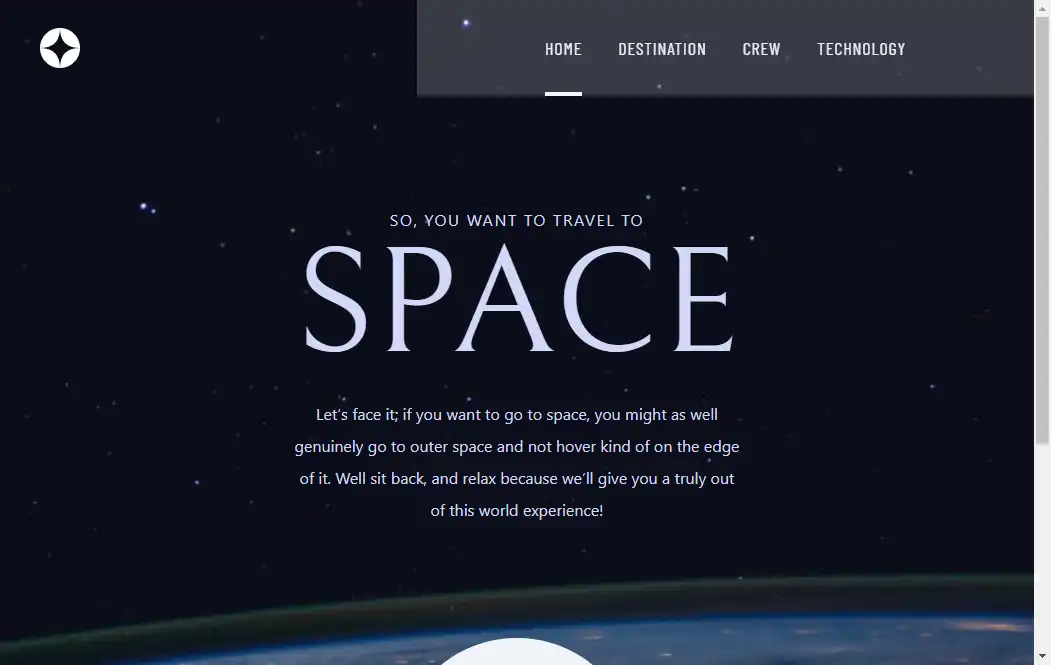 HOME DESTINATION CREW TECHNOLOGY
SO, YOU WANT TO TRAVEL TO
SPACE
Let’s face it; if you want to go to space, you might as well
genuinely go to outer space and not hover kind of on the edge
of it. Well sit back, and relax because we’ll give you a truly out
of this world experience!